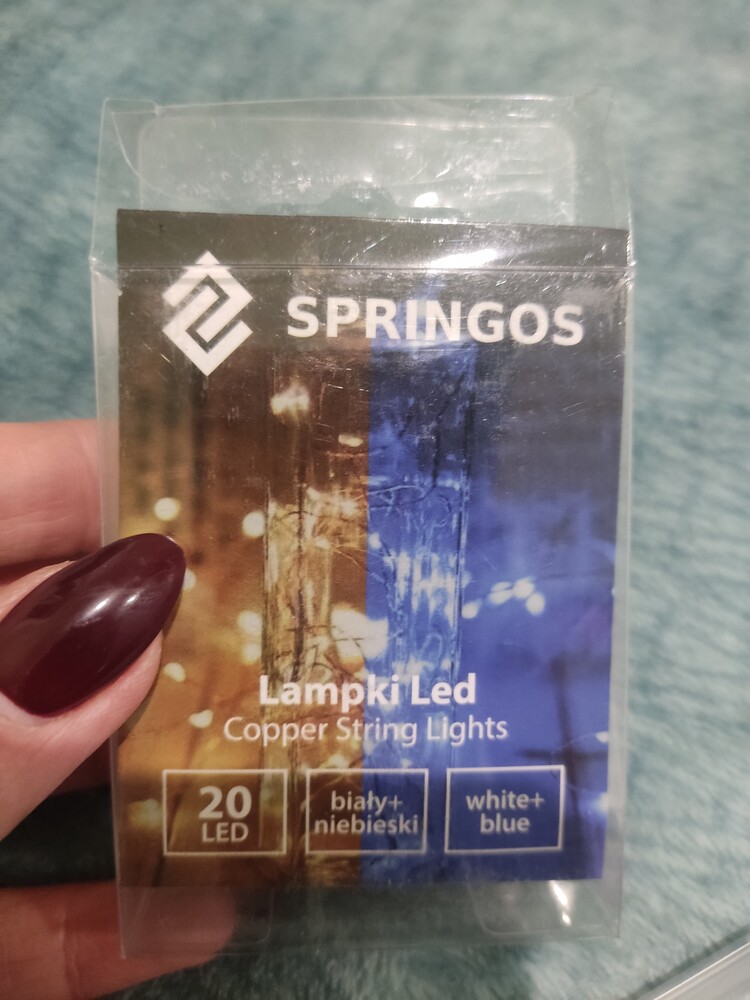 SPRINGOS
Lampki Led
Copper String Lights
20
LED
biały+
niebieski
white+
blue